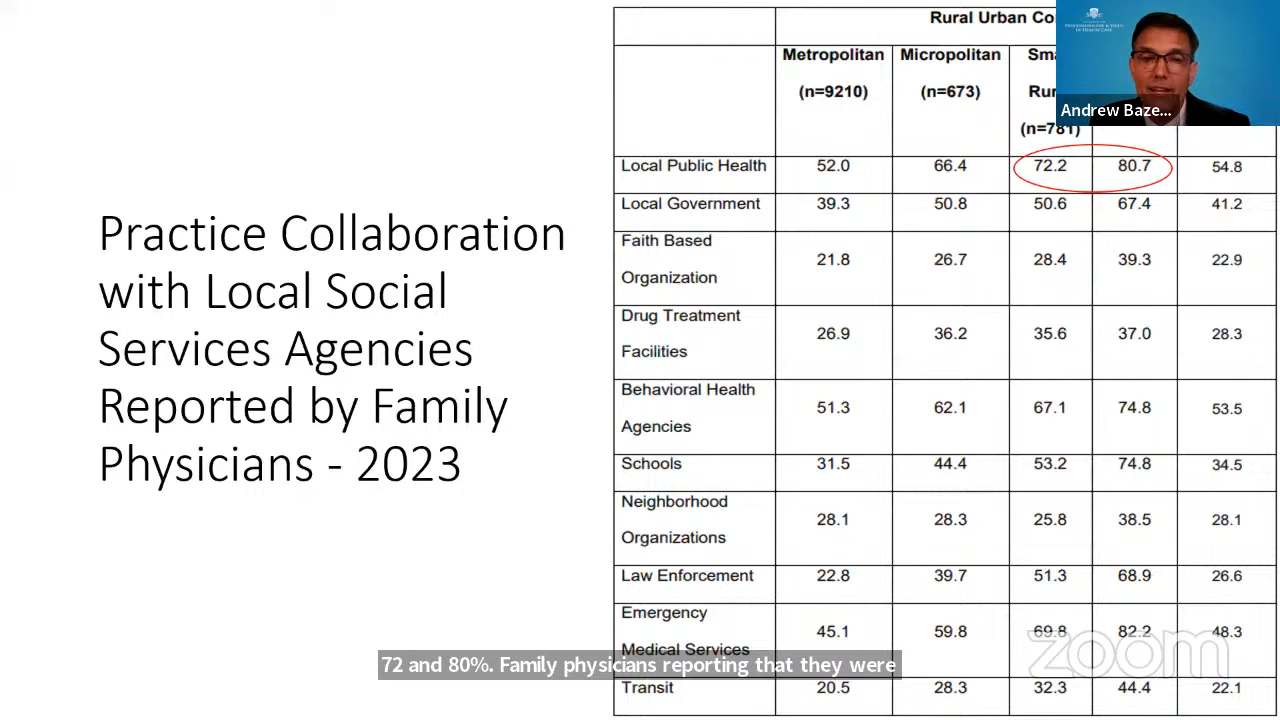 Practice Collaboration
with Local Social
Services Agencies
Reported by Family
Physicians - 2023
Rural Urban Co
Metropolitan Micropolitan Sma
(n=9210) (n=673) Rur
(n=781)
Local Public Health 52.0 66.4 72.2 80.7 54.8
Local Government 39.3 50.8 50.6 67.4 41.2
Faith Based
Organization 21.8 26.7 28.4 39.3 22.9
Drug Treatment
Facilities 26.9 36.2 35.6 37.0 28.3
Behavioral Health
Agencies 51.3 62.1 67.1 74.8 53.5
Schools 31.5 44.4 53.2 74.8 34.5
Neighborhood
Organizations 28.1 28.3 25.8 38.5 28.1
Law Enforcement 22.8 39.7 51.3 68.9 26.6
Emergency
Medical Services 45.1 59.8 69.8 82.2 48.3
Transit 20.5 28.3 32.3 44.4 22.1
Andrew Baze...
72 and 80%. Family physicians reporting that they were
zoom